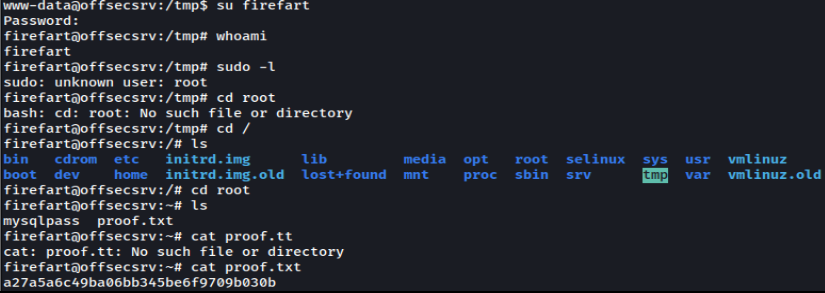 www-data@offsecsrv:/tmp$ su firefart
Password:
firefart@offsecsrv:/tmp# whoami
firefart
firefart@offsecsrv:/tmp# sudo -l
sudo: unknown user: root
firefart@offsecsrv:/tmp# cd root
bash: cd: root: No such file or directory
firefart@offsecsrv:/tmp# cd /
firefart@offsecsrv:/# ls
bin cdrom etc initrd.img lib media opt root selinux sys usr vmlinuz
boot dev home initrd.img.old lost+found mnt proc sbin srv tmp var vmlinuz.old
firefart@offsecsrv:/# cd root
firefart@offsecsrv:~# ls
mysqlpass proof.txt
firefart@offsecsrv:~# cat proof.tt
cat: proof.tt: No such file or directory
firefart@offsecsrv:~# cat proof.txt
a27a5a6c49ba06bb345be6f9709b030b